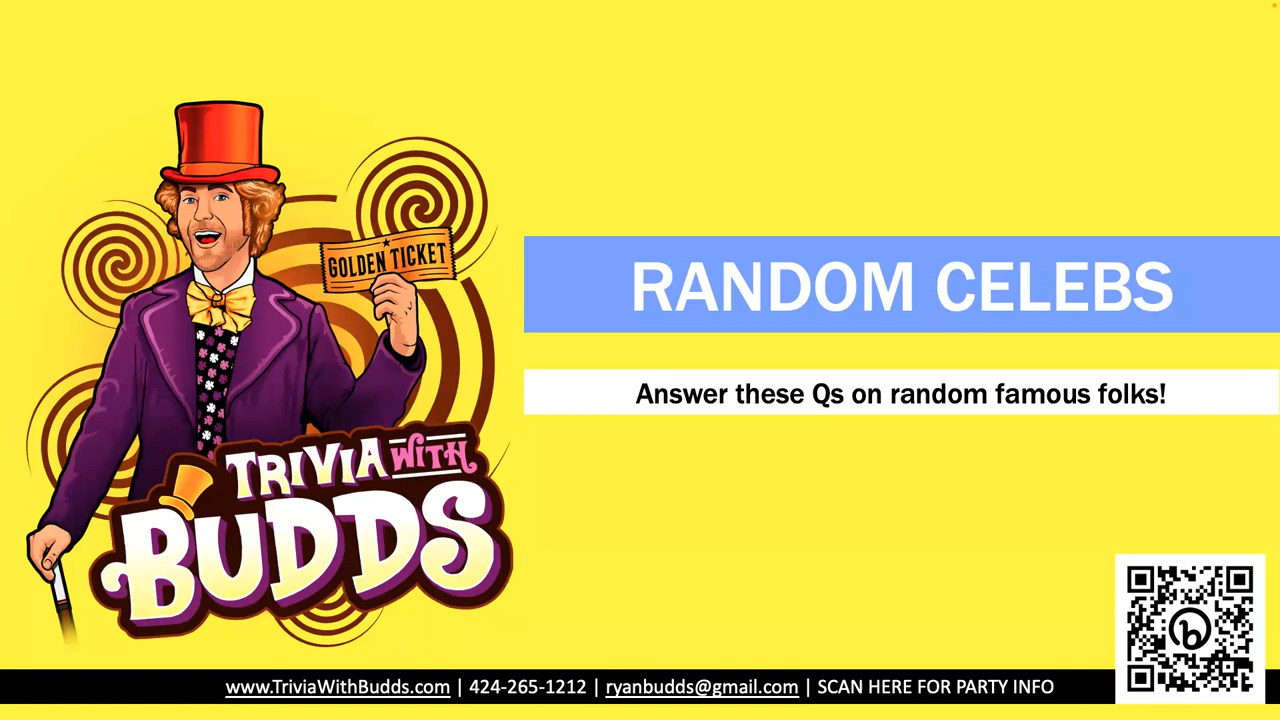 GOLDEN TICKET
RANDOM CELEBS
Answer these Qs on random famous folks!
TRIVIA WITH
BUDDS
www.TriviaWithBudds.com | 424-265-1212 | ryanbudds@gmail.com | SCAN HERE FOR PARTY INFO
b